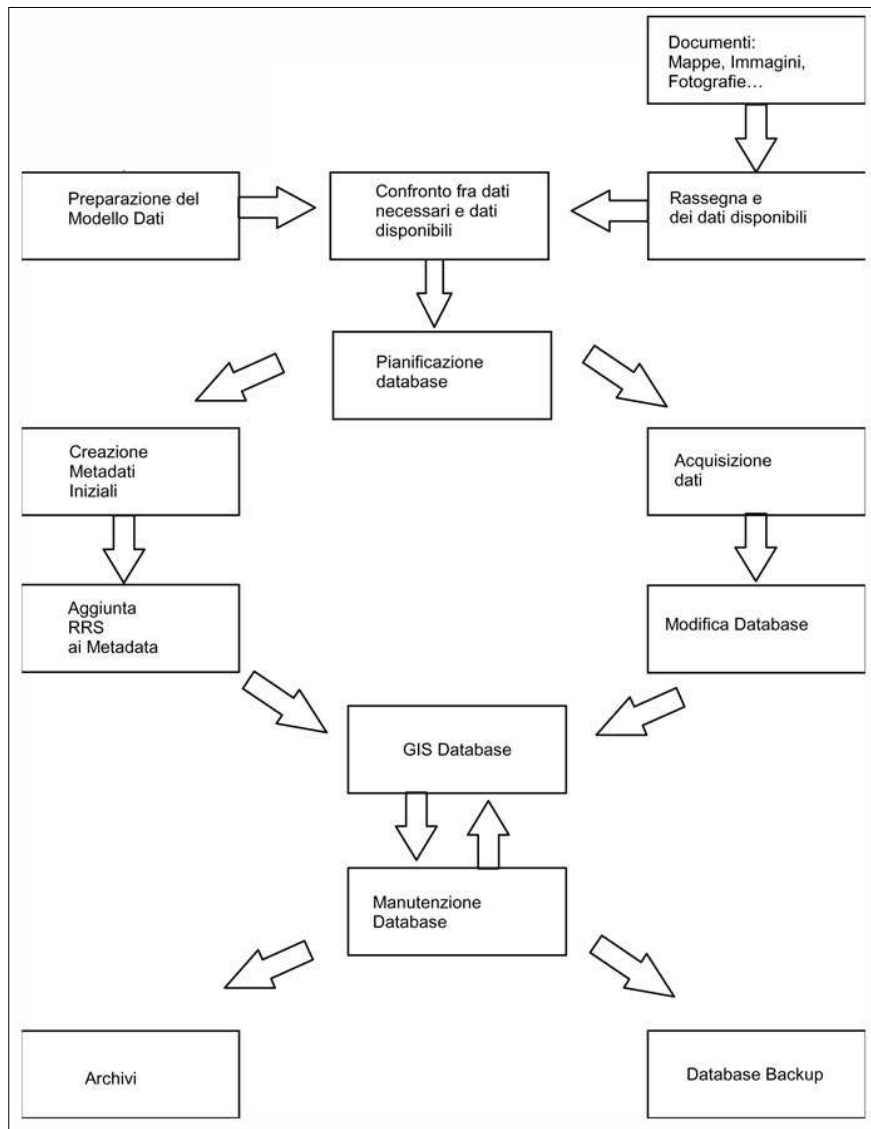 Documenti:
Mappe, Immagini,
Fotografie...
Preparazione del
Modello Dati
Confronto fra dati
necessari e dati
disponibili
Rassegna e
dei dati disponibili
Pianificazione
database
Creazione
Metadati
Iniziali
Acquisizione
dati
Aggiunta
RRS
ai Metadata
Modifica Database
GIS Database
Manutenzione
Database
Archivi
Database Backup